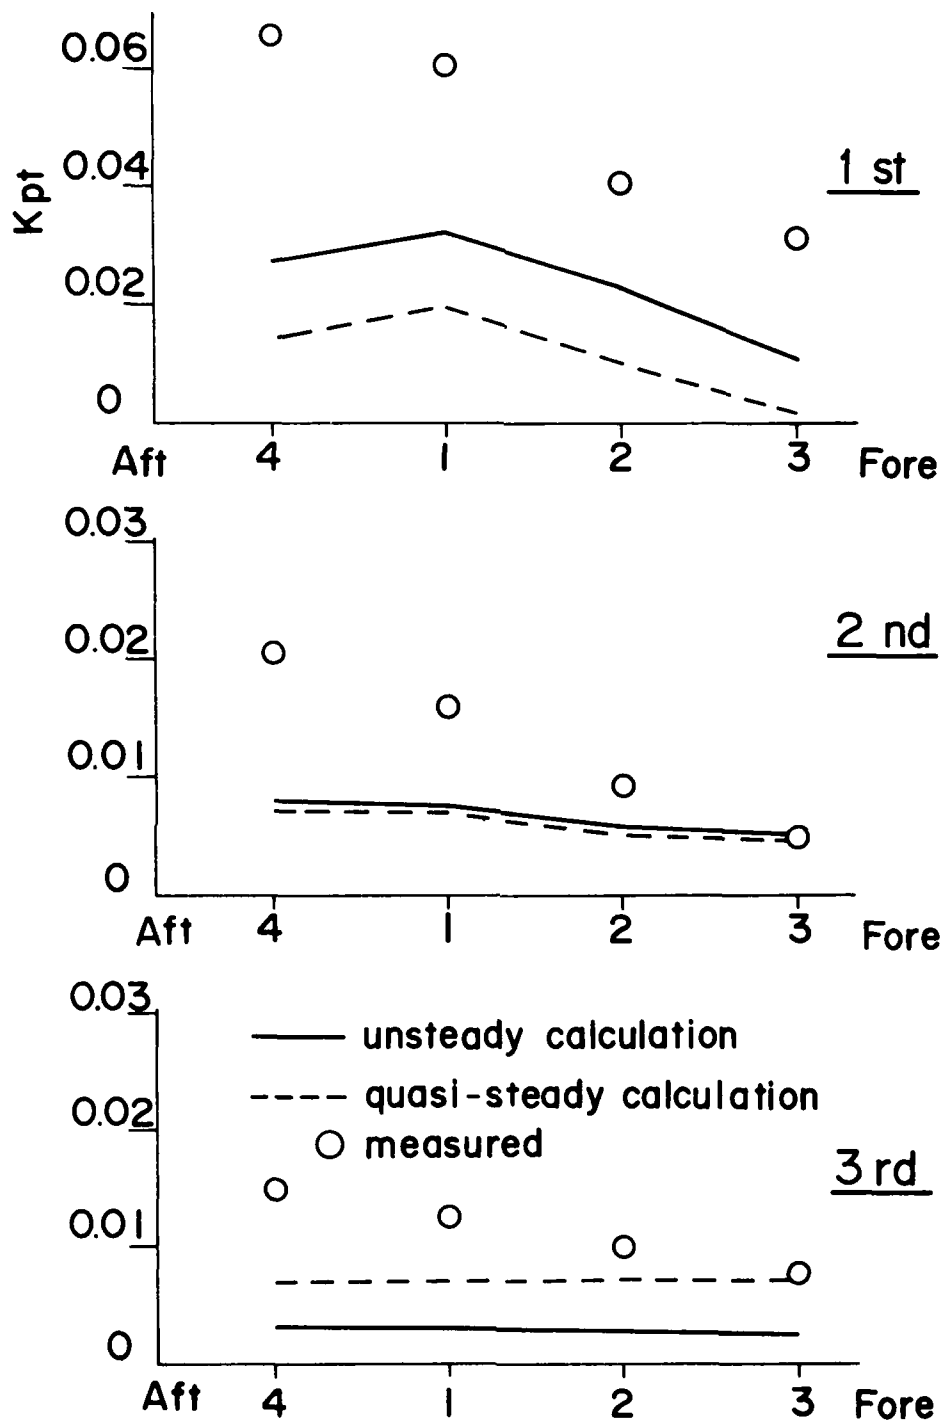 0.06
0.04
Kpt
0.02
0
1 st
Aft 4 1 2 3 Fore
0.03
0.02
0.01
0
2 nd
Aft 4 1 2 3 Fore
0.03
unsteady calculation
quasi-steady calculation
0.02
measured
3 rd
0.01
0
Aft 4 1 2 3 Fore